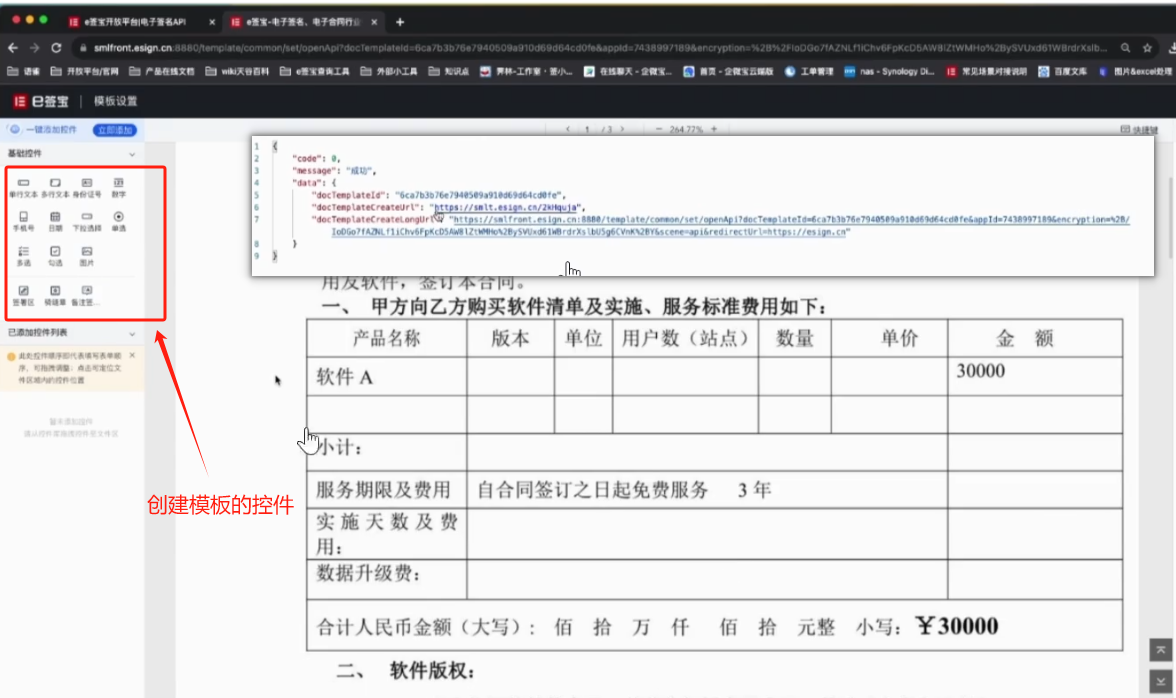 e签宝开放平台|电子签名API
e签宝-电子签名、电子合同行业
smlfront.esign.cn:8880/template/common/set/openApi?docTemplateId=6ca7b3b76e7940509a910d69d64cd0fe&appId=7438997189&encryption=%2B%2FIoDGo7fAZNLf1iChv6FpKcD5AW8lZtWMHo%2BySVUxd61WBrdrXslb...
语雀 开放平台/官网 产品在线文档 wiki天谷百科 e签宝查询工具 外部小工具 知识点 在线聊天 - 企微宝... 首页 - 企微宝云端版 工单管理 nas - Synology Di... 常见场景对接说明 百度文库 图片&excel处理
e签宝 模板设置
一键添加控件 立即添加
1 / 3 264.77% 快捷键
基础控件
单行文本 多行文本 身份证号 数字
手机号 日期 下拉选择 单选
多选 勾选 图片
签署区 骑缝章 备注签...
已添加控件列表
此处控件顺序即代表填写表单顺
序,可拖拽调整;点击可定位文
件区域内的控件位置
暂未添加控件
创建模板的控件
1 {
2 "code": 0,
3 "message": "成功",
4 "data": {
5 "docTemplateId": "6ca7b3b76e7940509a910d69d64cd0fe",
6 "docTemplateCreateUrl": "https://smlt.esign.cn/2kHquja",
7 "docTemplateCreateLongUrl": "https://smlfront.esign.cn:8880/template/common/set/openApi?docTemplateId=6ca7b3b76e7940509a910d69d64cd0fe&appId=7438997189&encryption=%2B/
IoDGo7fAZNLf1iChv6FpKcD5AW8lZtWMHo%2BySVUxd61WBrdrXslbU5g6CVnK%2BY&scene=api&redirectUrl=https://esign.cn"
8 }
9 }
用友软件,签订本合同。
一、 甲方向乙方购买软件清单及实施、服务标准费用如下:
产品名称 版本 单位 用户数(站点) 数量 单价 金 额
软件 A 30000
小计:
服务期限及费用 自合同签订之日起免费服务 3 年
实施天数及费
用:
数据升级费:
合计人民币金额(大写): 佰 拾 万 仟 佰 拾 元整 小写:¥30000
二、 软件版权: